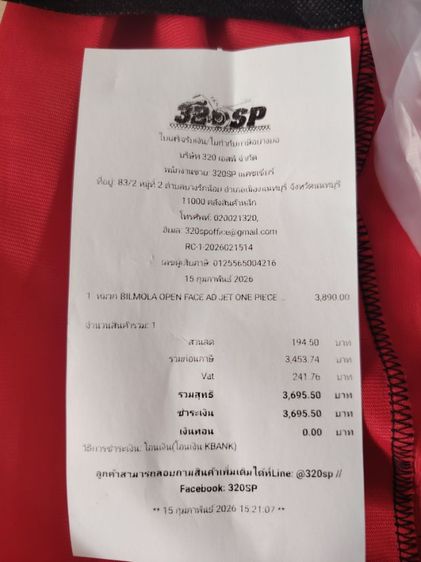 320SP
ใบเสร็จรับเงิน/ใบกำกับภาษีอย่างย่อ
บริษัท 320 เอสพี จำกัด
พนักงานขาย: 320SP แคชเชียร์
ที่อยู่: 83/2 หมู่ที่ 2 ตำบลบางรักน้อย อำเภอเมืองนนทบุรี จังหวัดนนทบุรี
11000 คลังสินค้าหลัก
โทรศัพท์: 020021320,
อีเมล: 320spoffice@gmail.com
RC-1-2026021514
เลขผู้เสียภาษี 0125565004216
15 กุมภาพันธ์ 2026
1 หมวก BILMOLA OPEN FACE AD JET ONE PIECE ... 3,890.00
จำนวนสินค้ารวม: 1
ส่วนลด 194.50 บาท
รวมก่อนภาษี 3,453.74 บาท
Vat 241.76 บาท
รวมสุทธิ 3,695.50 บาท
ชำระเงิน 3,695.50 บาท
เงินทอน 0.00 บาท
วิธีการชำระเงิน: โอนเงิน(โอนเงิน KBANK)
ลูกค้าสามารถสอบถามสินค้าเพิ่มเติมได้ที่Line: @320sp //
Facebook: 320SP
** 15 กุมภาพันธ์ 2026 15:21:07 **